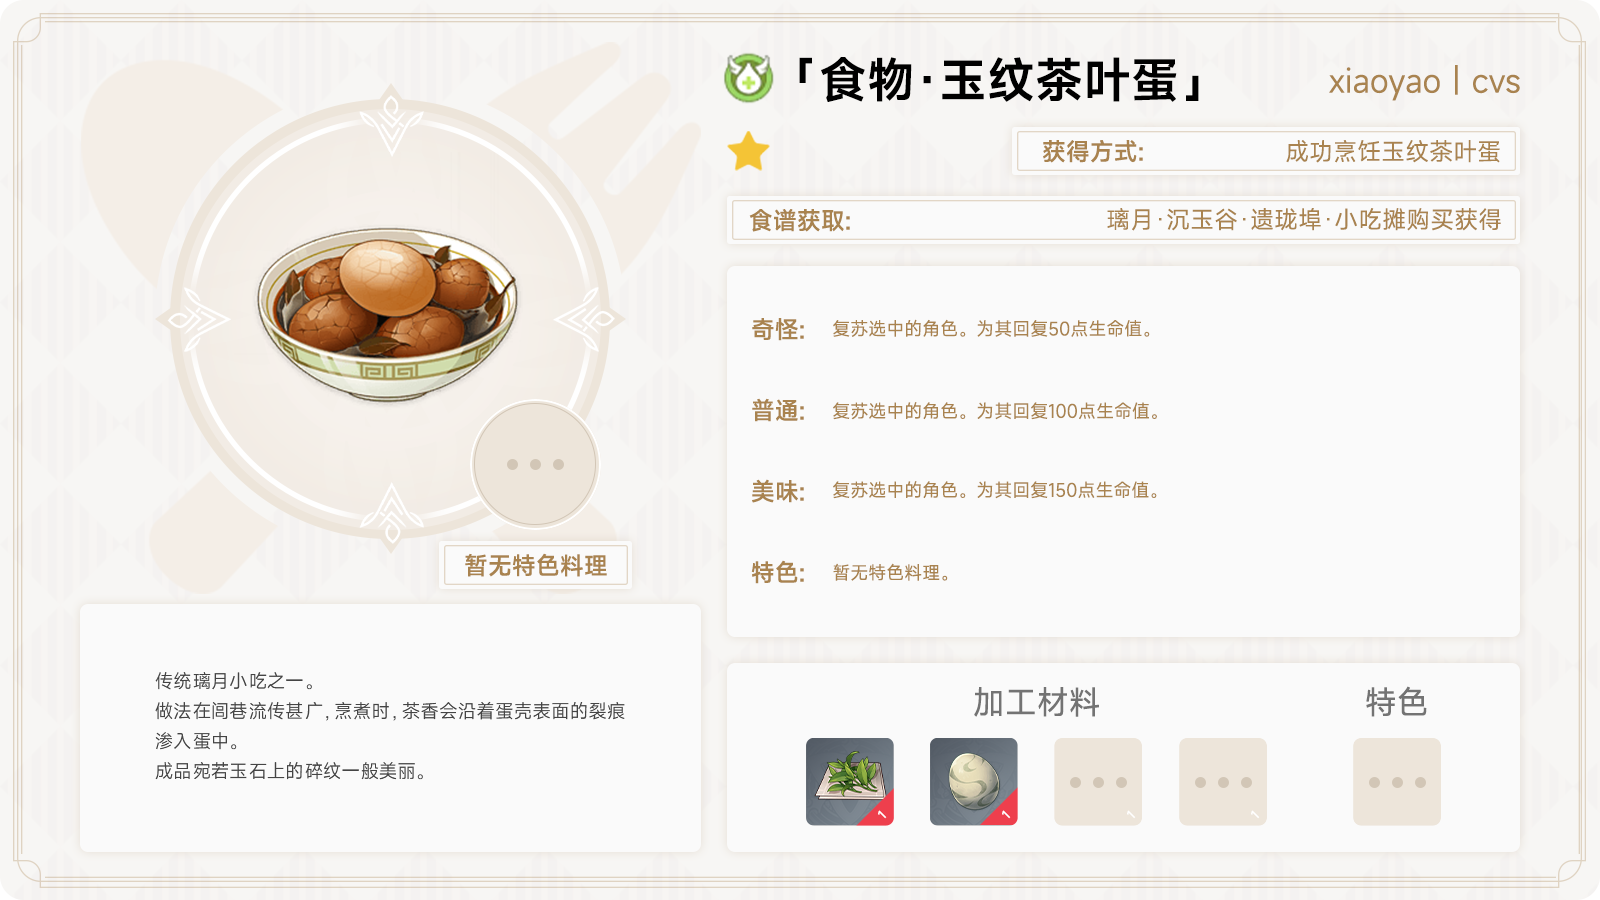 「食物·玉纹茶叶蛋」
xiaoyao | cvs
获得方式: 成功烹饪玉纹茶叶蛋
食谱获取: 璃月·沉玉谷·遗珑埠·小吃摊购买获得
奇怪: 复苏选中的角色。为其回复50点生命值。
普通: 复苏选中的角色。为其回复100点生命值。
美味: 复苏选中的角色。为其回复150点生命值。
特色: 暂无特色料理。
暂无特色料理
传统璃月小吃之一。
做法在闾巷流传甚广,烹煮时,茶香会沿着蛋壳表面的裂痕
渗入蛋中。
成品宛若玉石上的碎纹一般美丽。
加工材料
特色
1
1
1
1